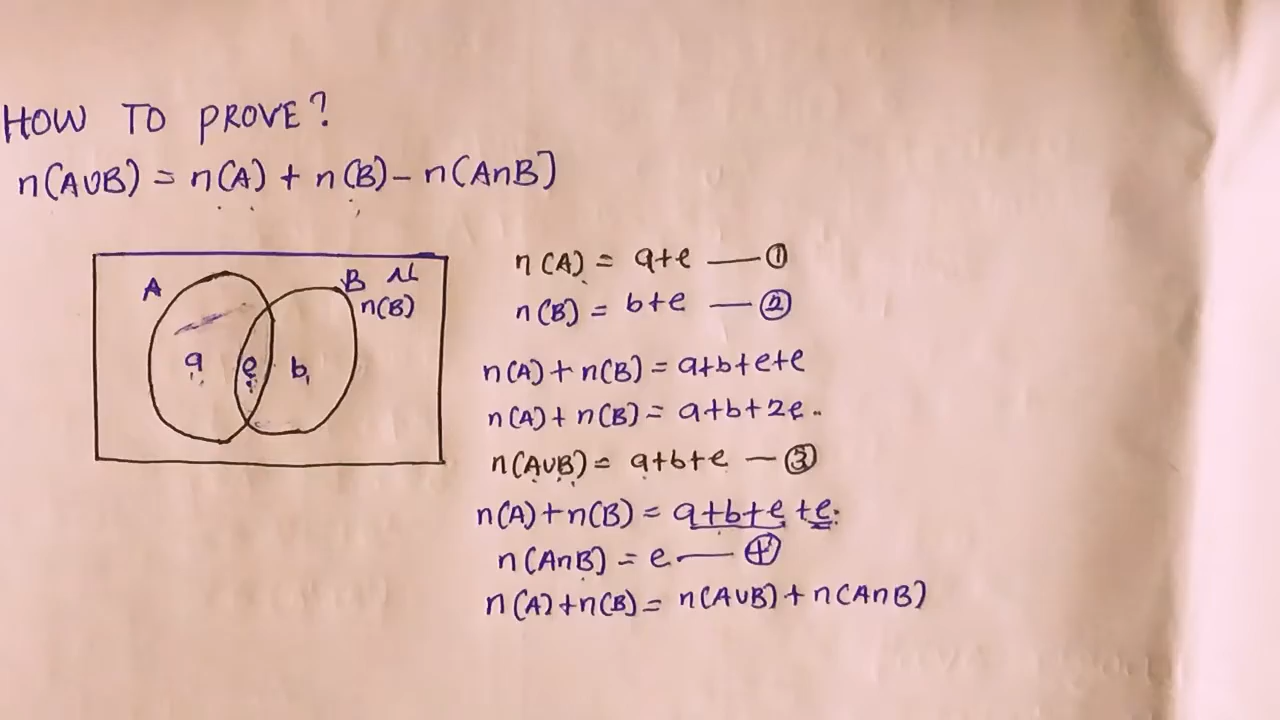 HOW TO PROVE?
n(AUB) = n(A) + n(B) - n(AnB)
A
B
n(B)
a
e
b
n(A) = a+e — ①
n(B) = b+e — ②
n(A) + n(B) = a+b+e+e
n(A) + n(B) = a+b+2e
n(AUB) = a+b+e — ③
n(A) + n(B) = a+b+e +e
n(AnB) = e — ④
n(A) + n(B) = n(AUB) + n(AnB)